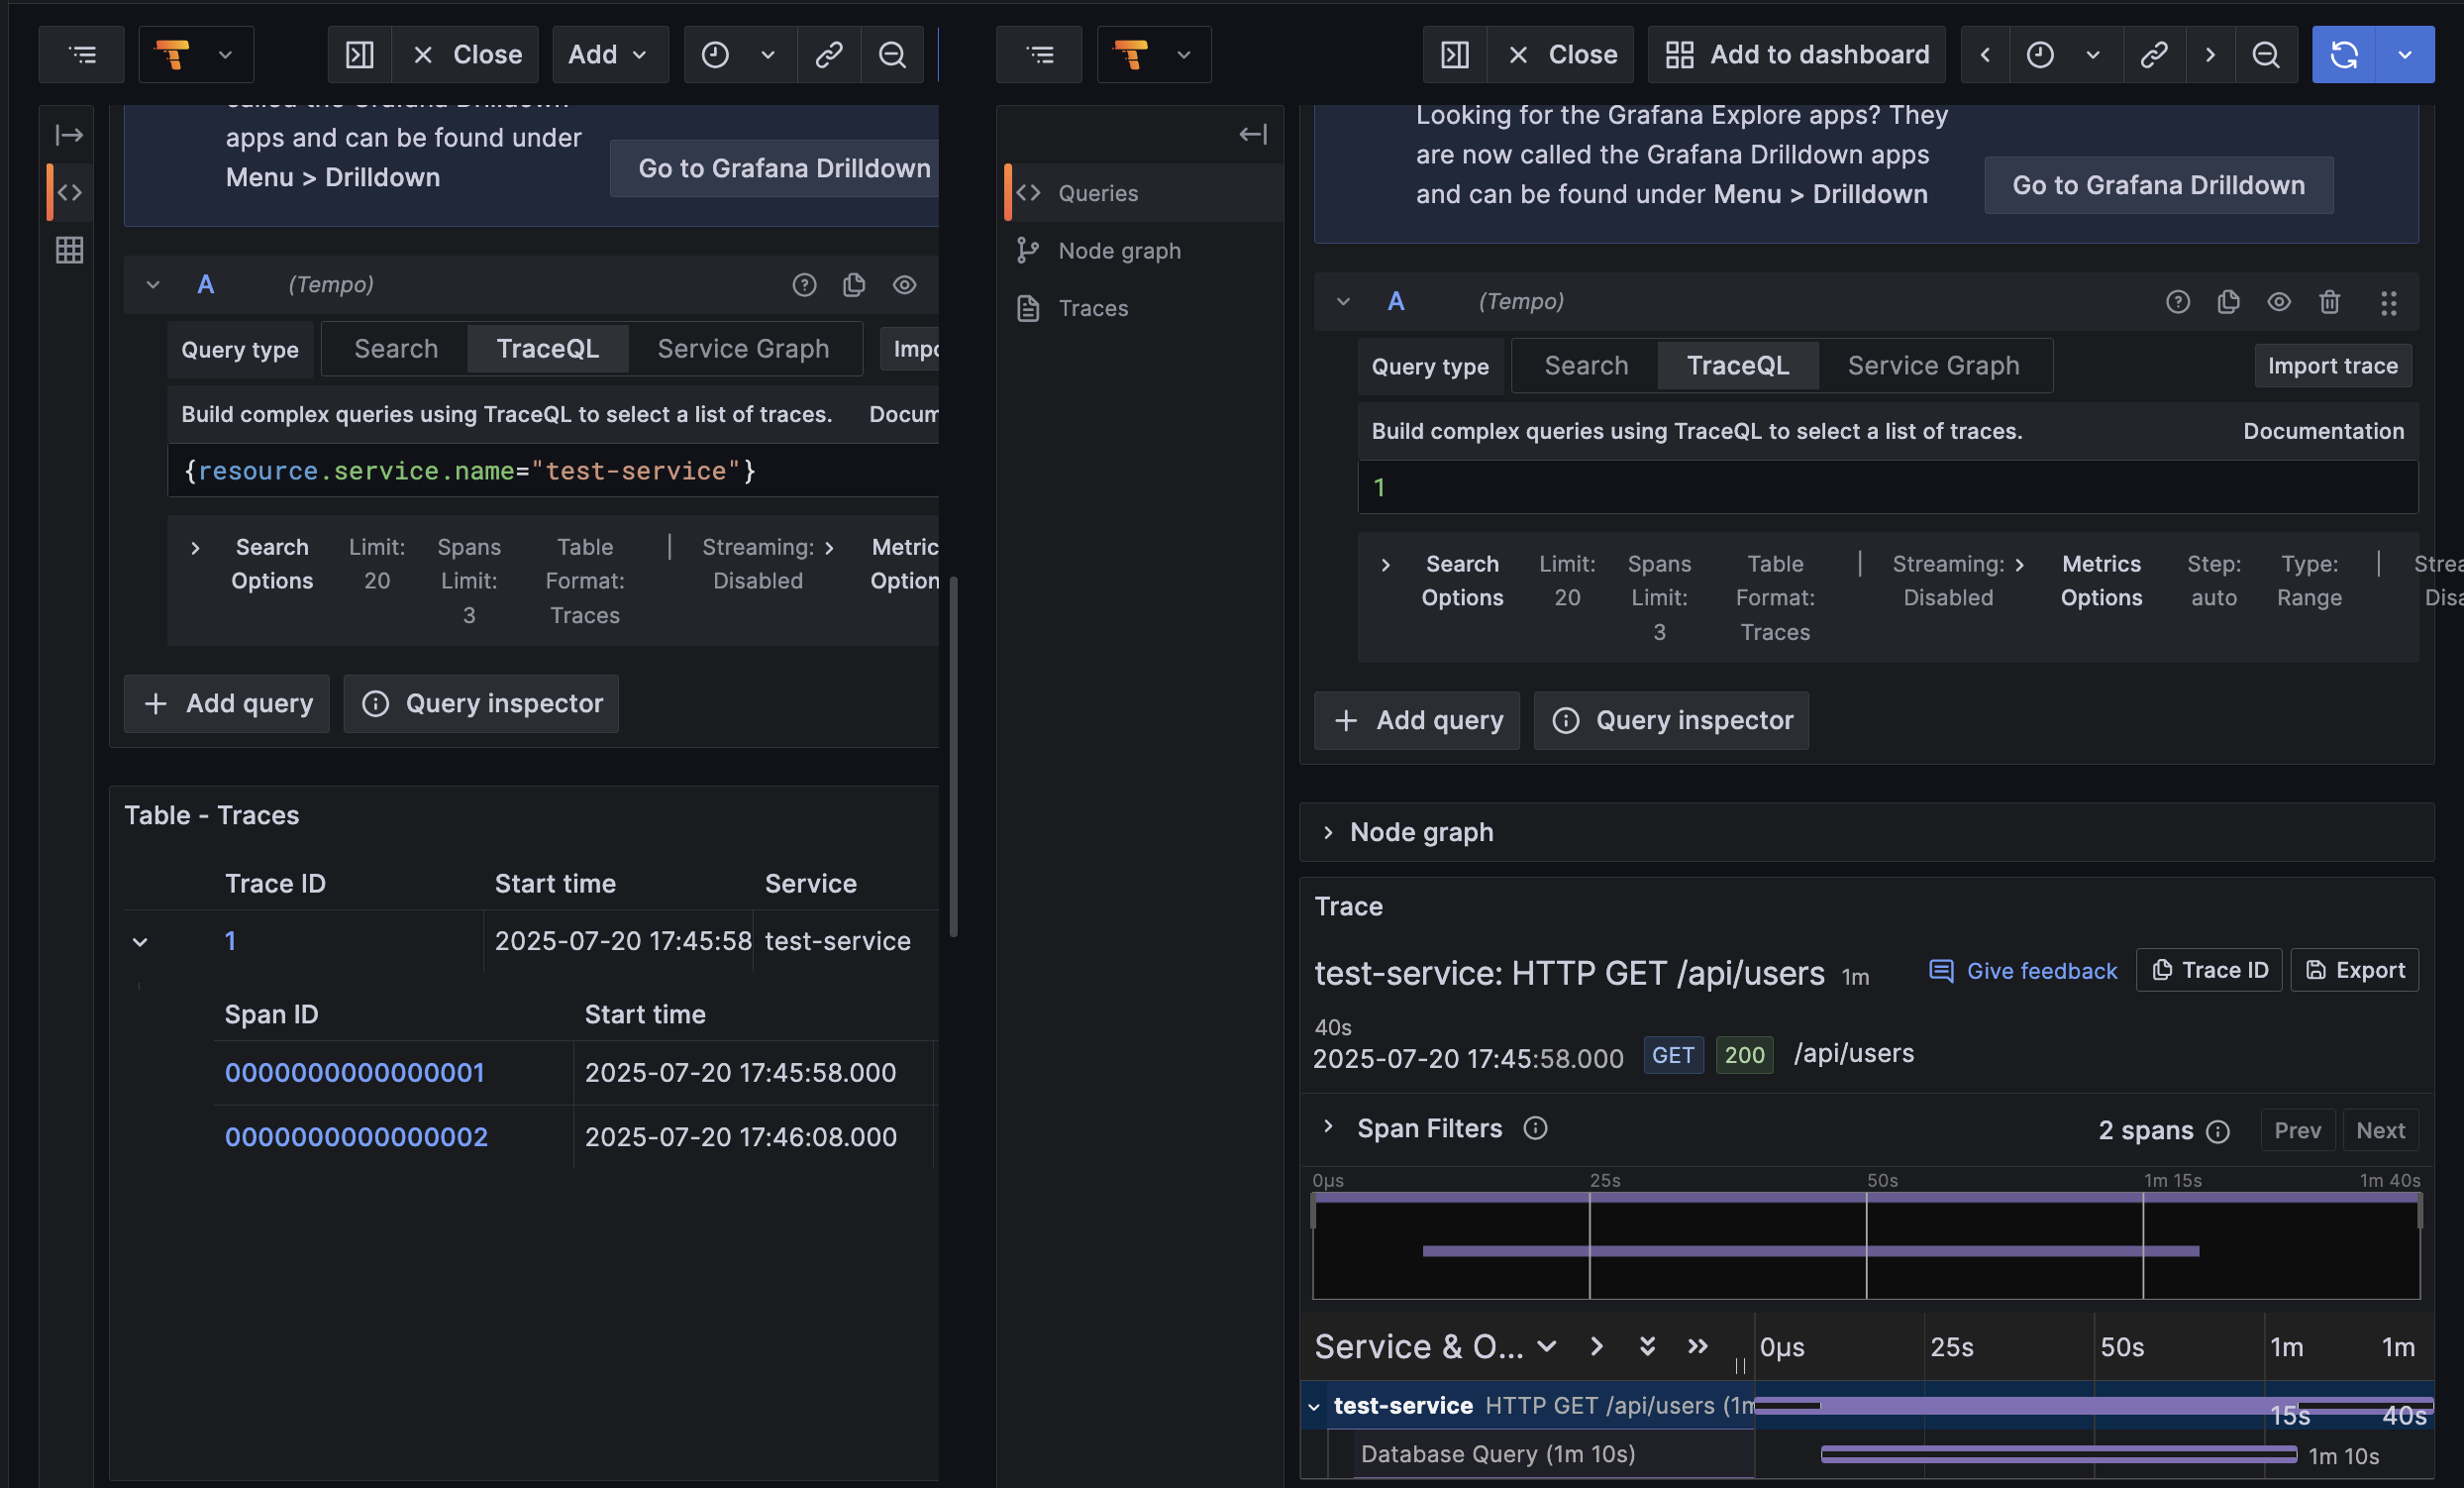 Close
Add
called the Grafana Drilldown
apps and can be found under
Menu > Drilldown
Go to Grafana Drilldown
A
(Tempo)
Query type
Search
TraceQL
Service Graph
Impo
Build complex queries using TraceQL to select a list of traces.
Docum
{resource.service.name="test-service"}
Search Options
Limit: 20
Spans Limit: 3
Table Format: Traces
|
Streaming: Disabled
Metric
Option
Add query
Query inspector
Table - Traces
Trace ID
Start time
Service
1
2025-07-20 17:45:58
test-service
Span ID
Start time
0000000000000001
2025-07-20 17:45:58.000
0000000000000002
2025-07-20 17:46:08.000
Close
Add to dashboard
Queries
Node graph
Traces
Looking for the Grafana Explore apps? They
are now called the Grafana Drilldown apps
and can be found under Menu > Drilldown
Go to Grafana Drilldown
A
(Tempo)
Query type
Search
TraceQL
Service Graph
Import trace
Build complex queries using TraceQL to select a list of traces.
Documentation
1
Search Options
Limit: 20
Spans Limit: 3
Table Format: Traces
|
Streaming: Disabled
Metrics Options
Step: auto
Type: Range
|
Strea
Disa
Add query
Query inspector
Node graph
Trace
test-service: HTTP GET /api/users 1m
40s
Give feedback
Trace ID
Export
2025-07-20 17:45:58.000
GET
200
/api/users
Span Filters
2 spans
Prev
Next
0μs
25s
50s
1m 15s
1m 40s
Service & O...
0μs
25s
50s
1m
15s
1m
40s
test-service HTTP GET /api/users (1m
Database Query (1m 10s)
1m 10s